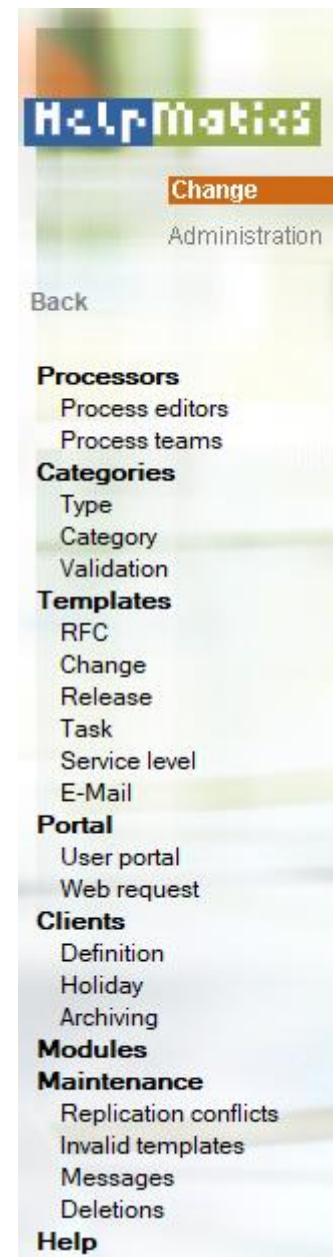 HelpMatics
Change
Administration
Back
Processors
Process editors
Process teams
Categories
Type
Category
Validation
Templates
RFC
Change
Release
Task
Service level
E-Mail
Portal
User portal
Web request
Clients
Definition
Holiday
Archiving
Modules
Maintenance
Replication conflicts
Invalid templates
Messages
Deletions
Help